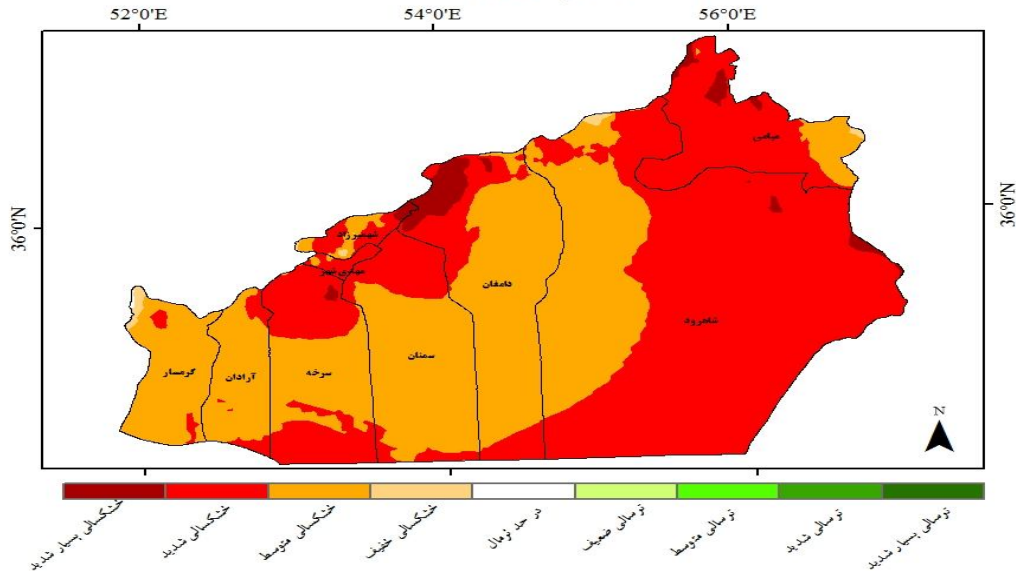 52°0'E 54°0'E 56°0'E
36°0'N
36°0'N
میامی
شهمیرزاد
مهدی شهر
دامغان
شاهرود
سمنان
سرخه
آرادان
گرمسار
N
خشکسالی بسیار شدید
خشکسالی شدید
خشکسالی متوسط
خشکسالی خفیف
در حد نرمال
ترسالی ضعیف
ترسالی متوسط
ترسالی شدید
ترسالی بسیار شدید